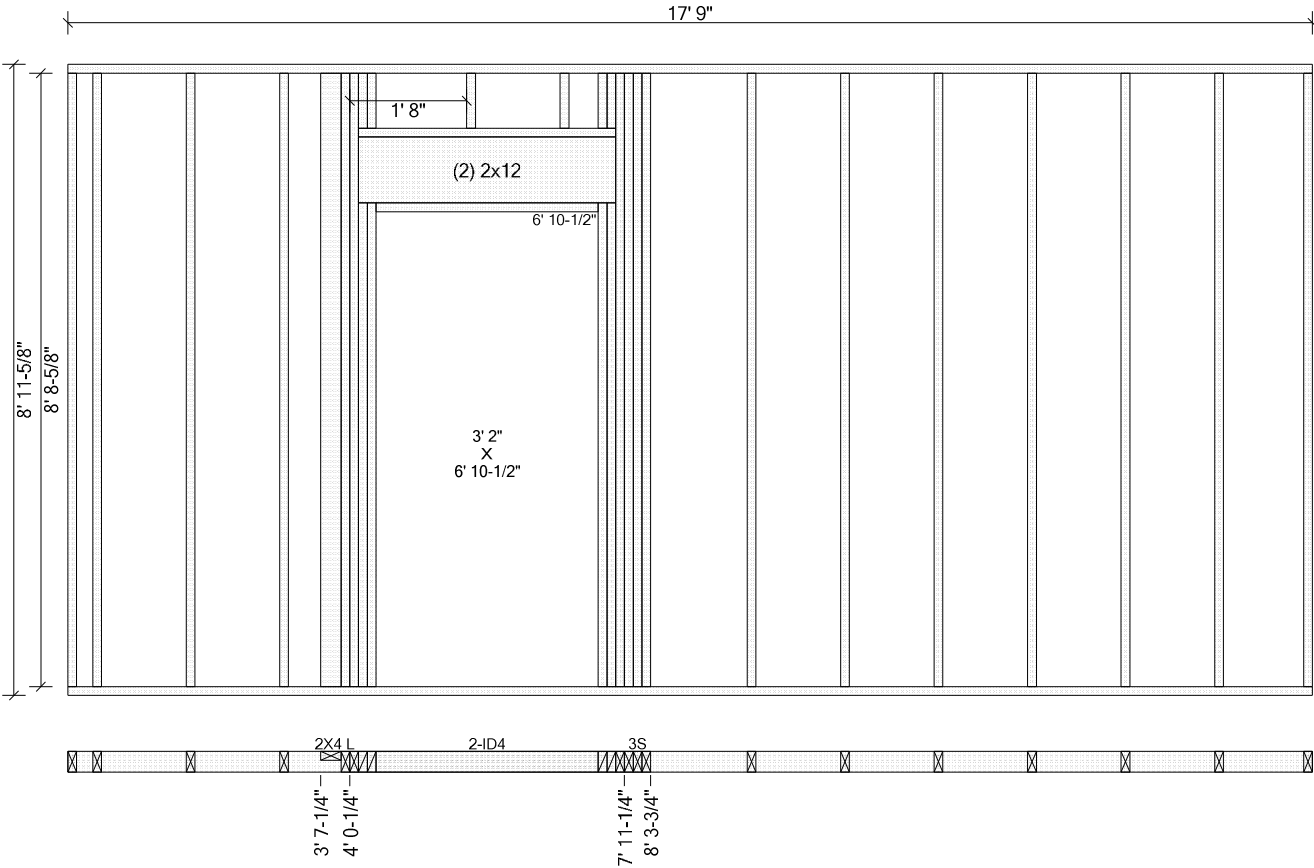 17' 9"
1' 8"
(2) 2x12
6' 10-1/2"
8' 11-5/8"
8' 8-5/8"
3' 2"
X
6' 10-1/2"
2X4 L
2-ID4
3S
3' 7-1/4"
4' 0-1/4"
7' 11-1/4"
8' 3-3/4"